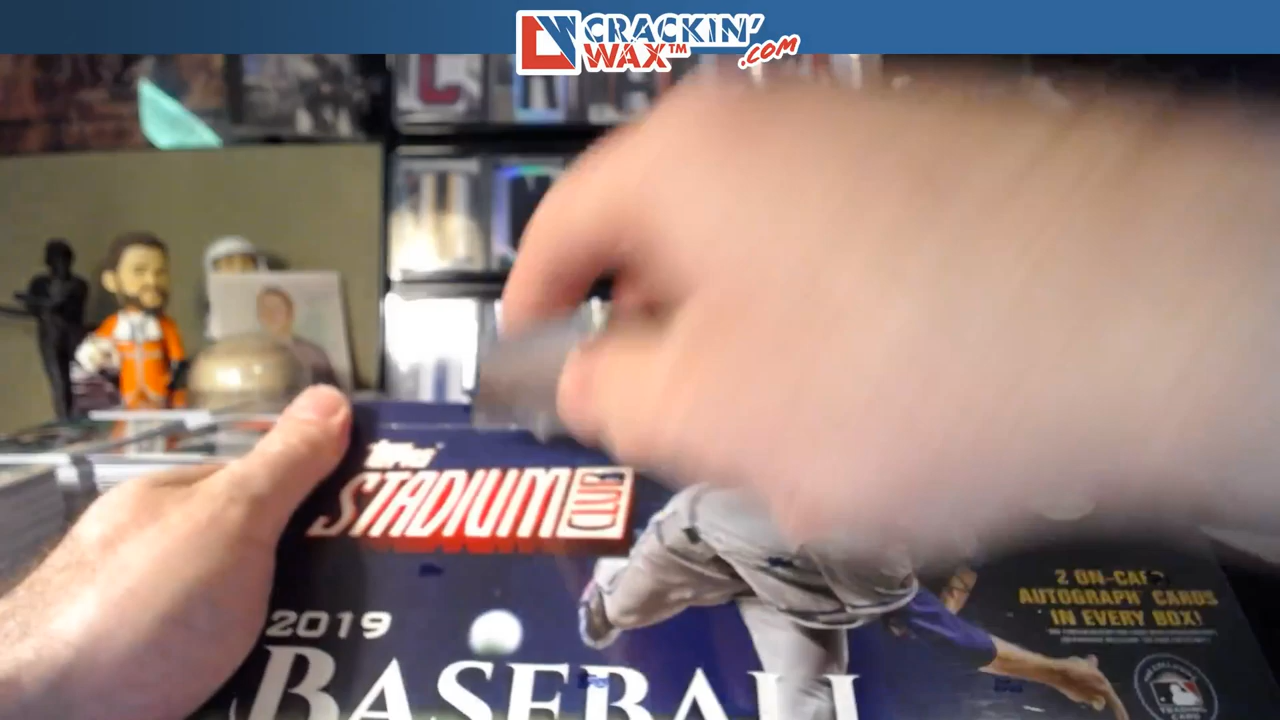 CRACKIN'
WAX™
.COM
Topps
STADIUM
CLUB
2019
BASEBALL
2 ON-CARD
AUTOGRAPH CARDS
IN EVERY BOX!